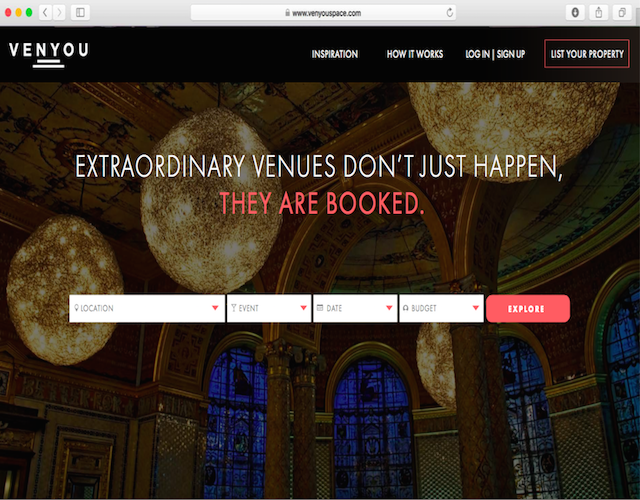 www.venyouspace.com
VENYOU
INSPIRATION
HOW IT WORKS
LOG IN | SIGN UP
LIST YOUR PROPERTY
EXTRAORDINARY VENUES DON'T JUST HAPPEN,
THEY ARE BOOKED.
LOCATION
EVENT
DATE
BUDGET
EXPLORE